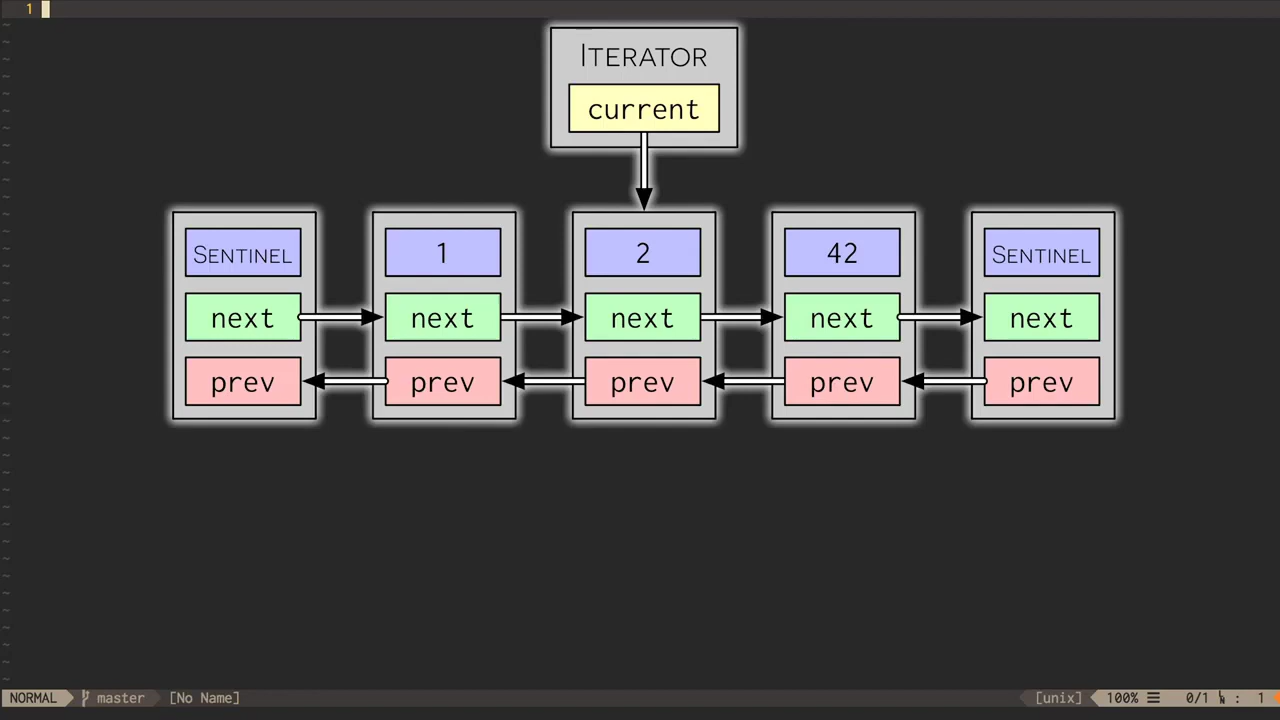 1
ITERATOR
current
SENTINEL 1 2 42 SENTINEL
next next next next next
prev prev prev prev prev
NORMAL master [No Name] [unix] 100% 0/1 : 1